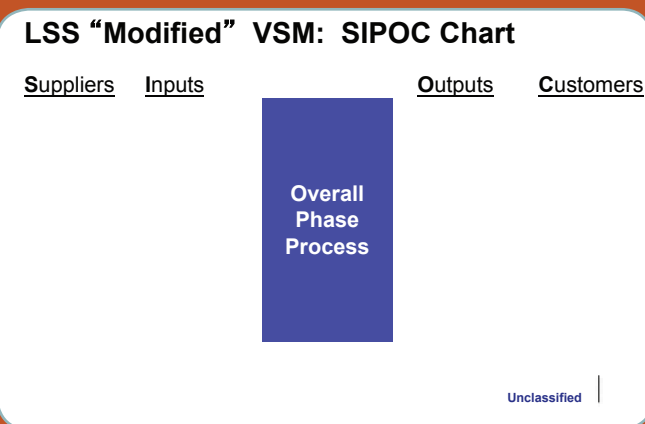 LSS “Modified” VSM: SIPOC Chart
Suppliers Inputs Outputs Customers
Overall
Phase
Process
Unclassified